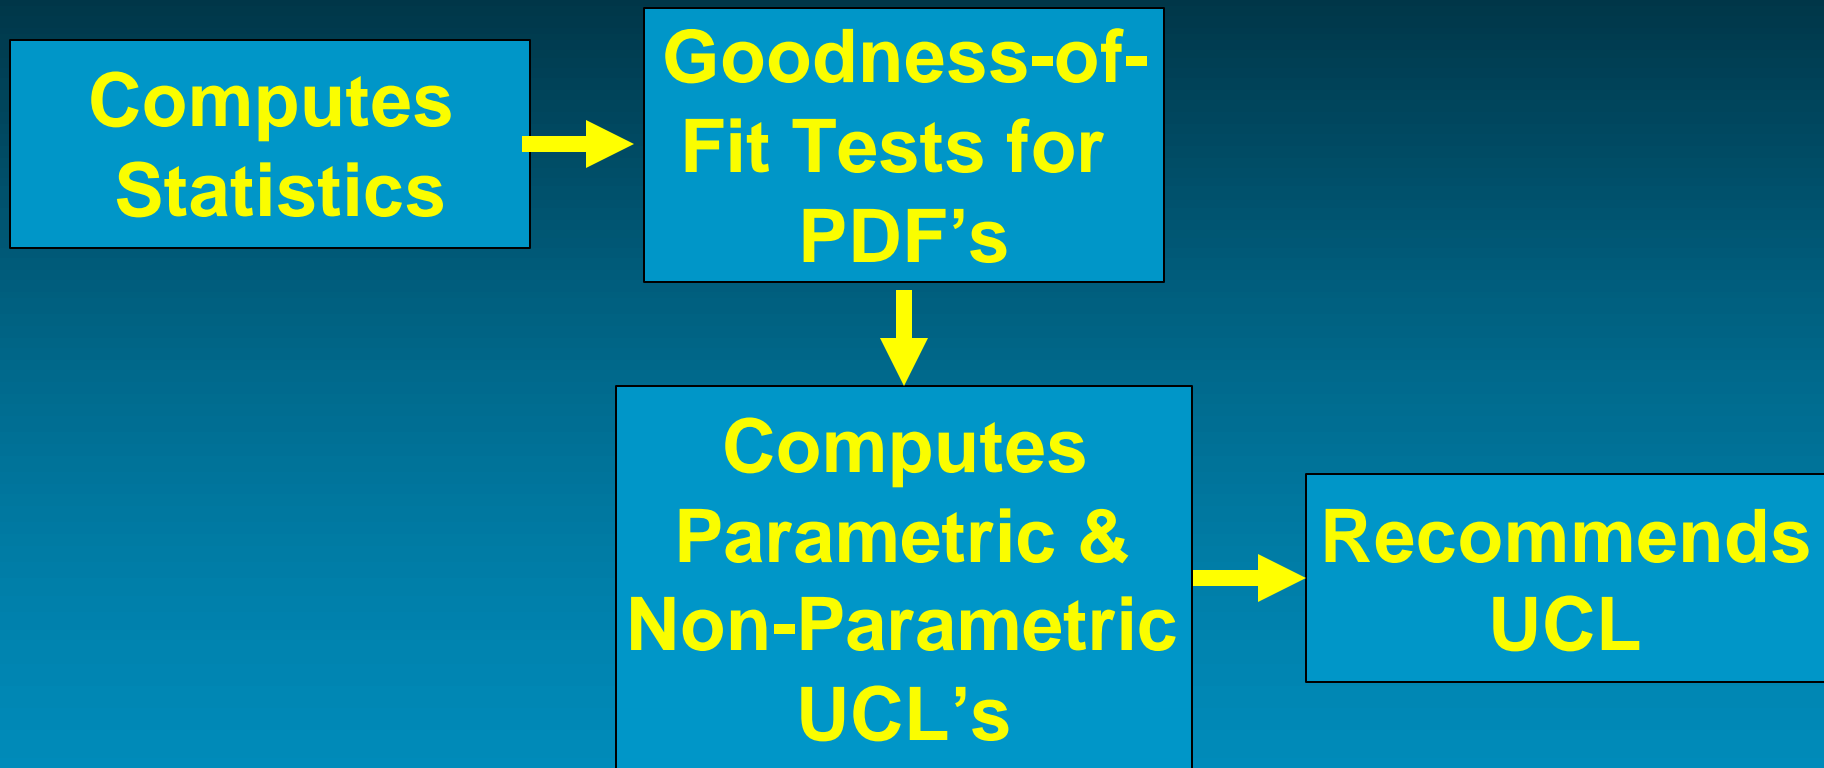 Computes
Statistics
Goodness-of-
Fit Tests for
PDF’s
Computes
Parametric &
Non-Parametric
UCL’s
Recommends
UCL